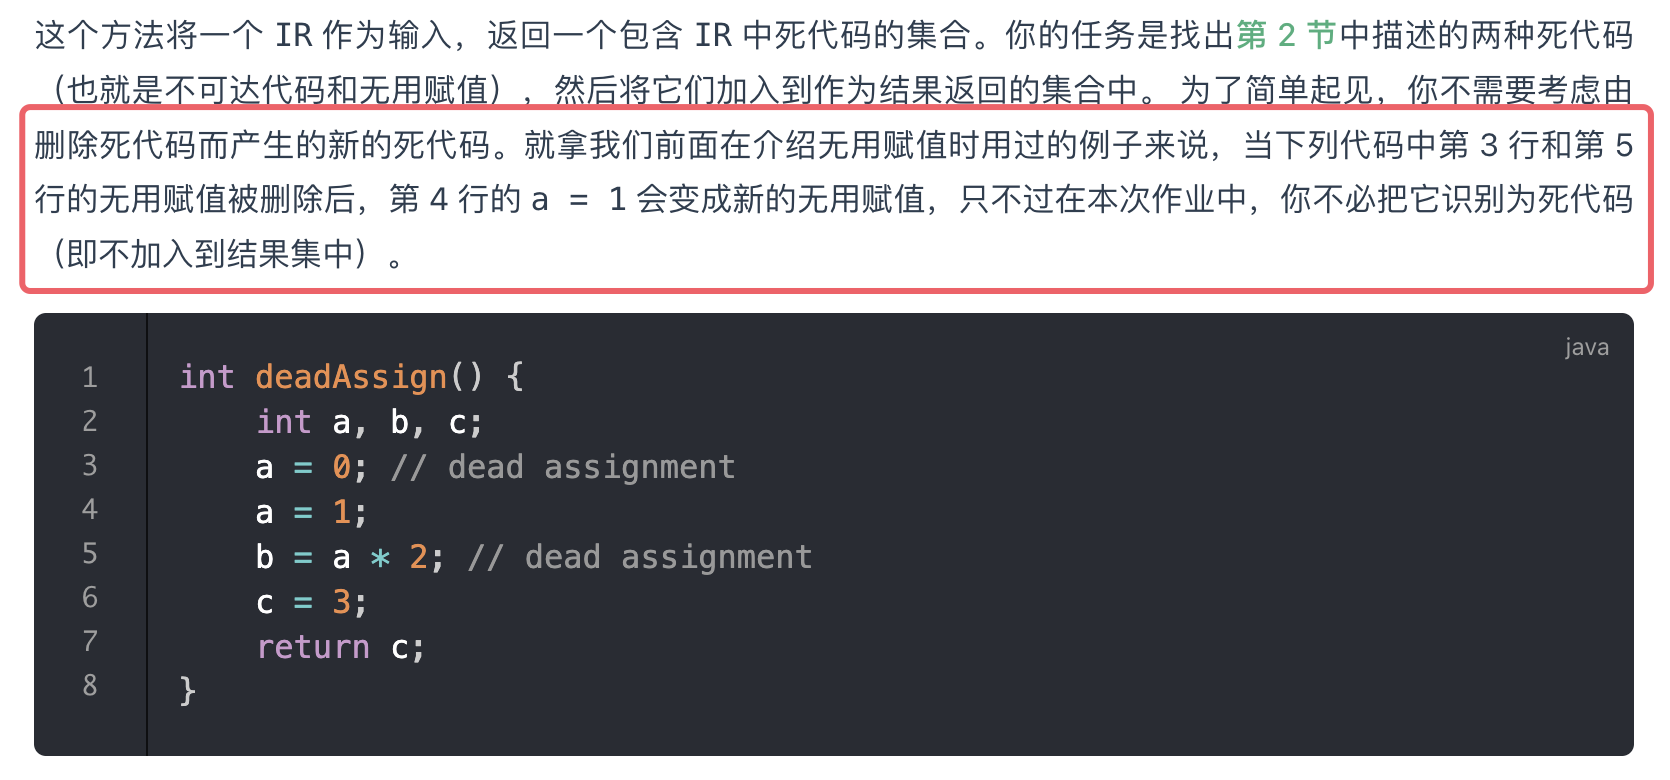 这个方法将一个 IR 作为输入，返回一个包含 IR 中死代码的集合。你的任务是找出第 2 节中描述的两种死代码
（也就是不可达代码和无用赋值），然后将它们加入到作为结果返回的集合中。 为了简单起见，你不需要考虑由
删除死代码而产生的新的死代码。就拿我们前面在介绍无用赋值时用过的例子来说，当下列代码中第 3 行和第 5
行的无用赋值被删除后，第 4 行的 a = 1 会变成新的无用赋值，只不过在本次作业中，你不必把它识别为死代码
（即不加入到结果集中）。
java
1 int deadAssign() {
2 int a, b, c;
3 a = 0; // dead assignment
4 a = 1;
5 b = a * 2; // dead assignment
6 c = 3;
7 return c;
8 }